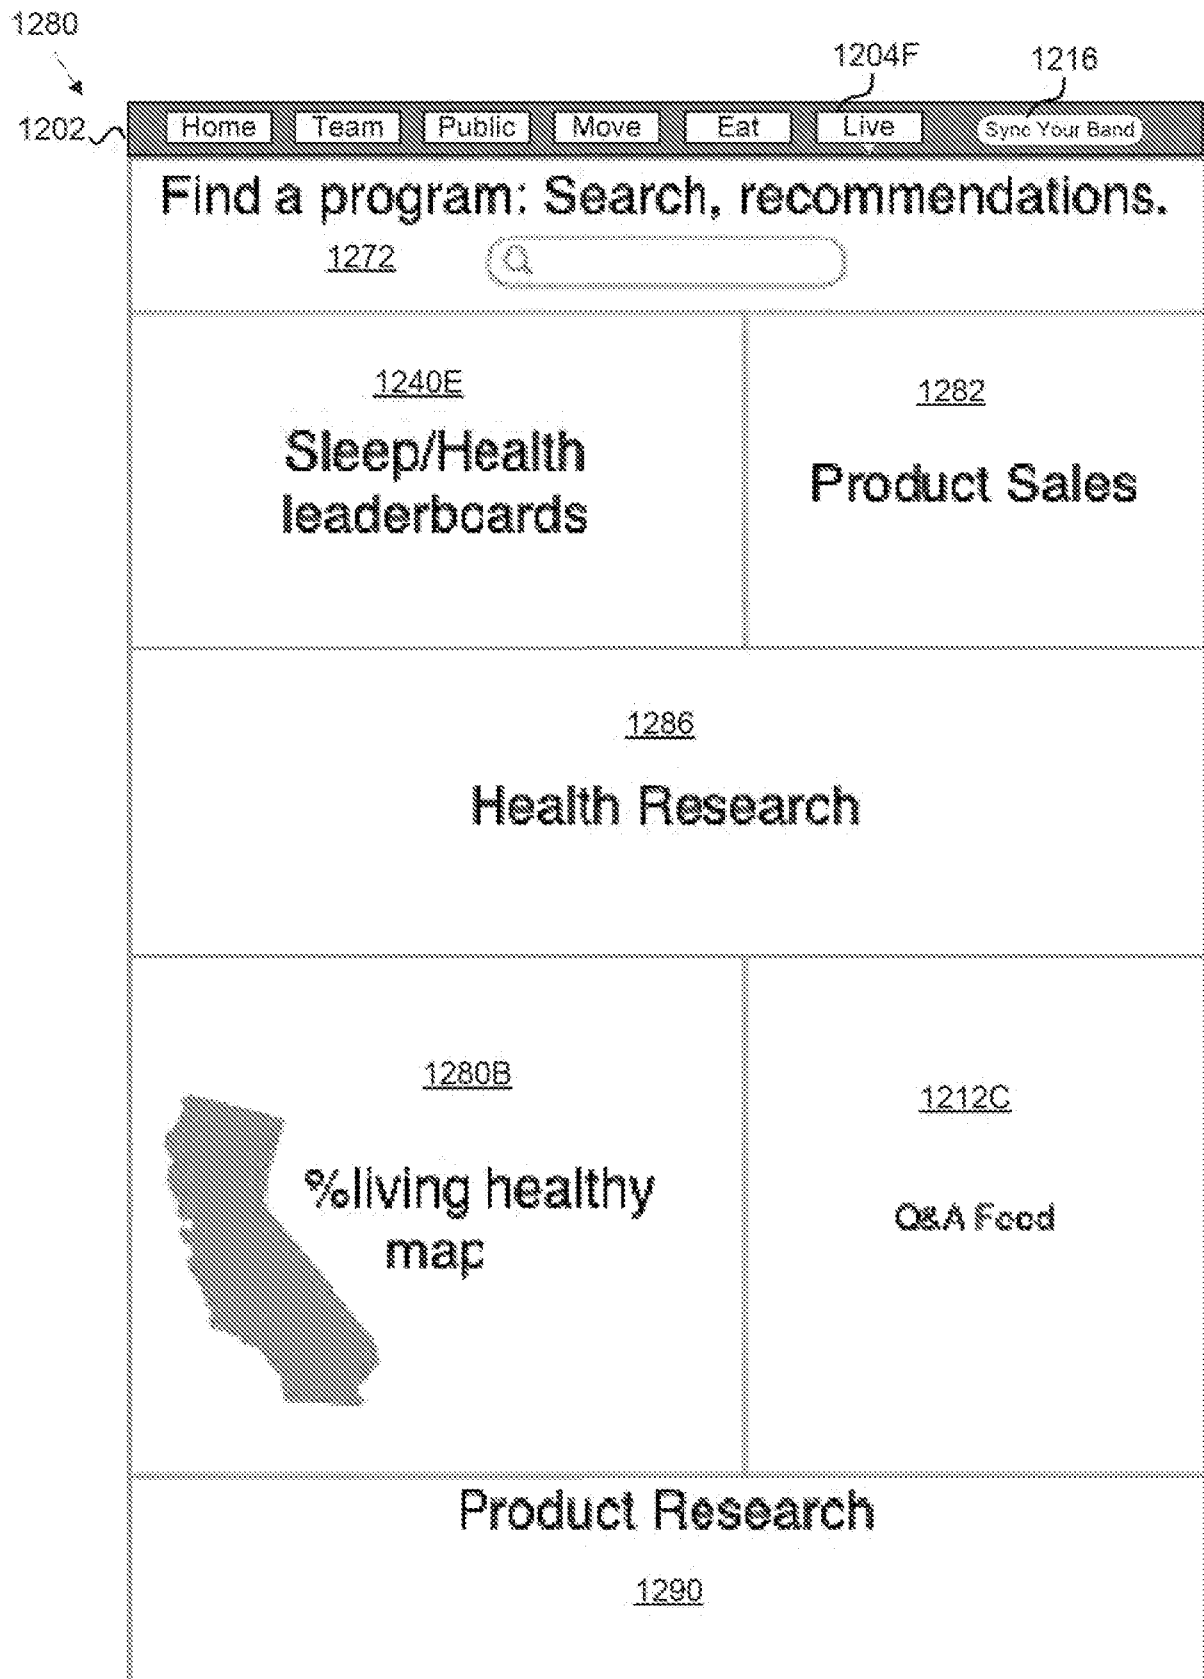 1280
1204F 1216
1202 Home Team Public Move Eat Live Sync Your Band
Find a program: Search, recommendations.
1272
1240E
Sleep/Health
leaderboards
1282
Product Sales
1286
Health Research
1280B
%living healthy
map
1212C
Q&A Food
Product Research
1290